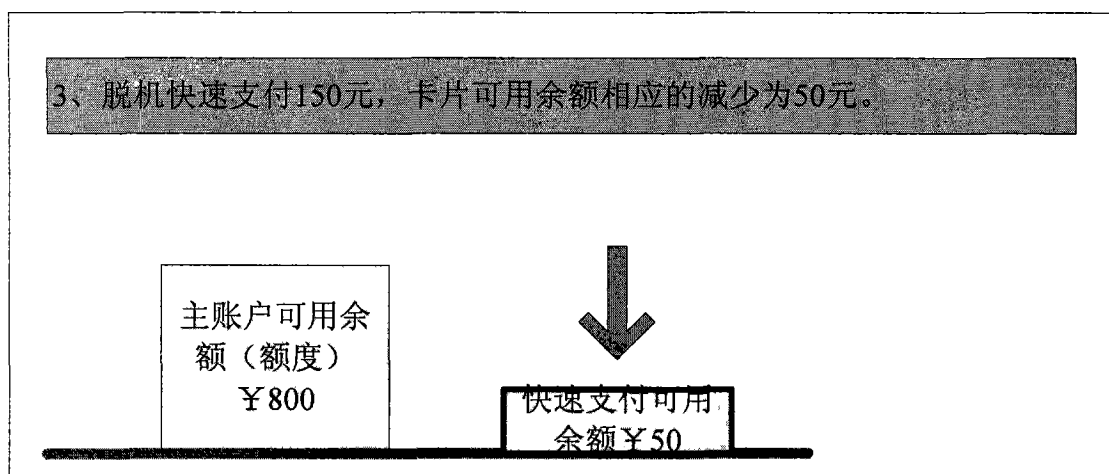 3、脱机快速支付150元，卡片可用余额相应的减少为50元。
主账户可用余
额（额度）
￥800
快速支付可用
余额￥50